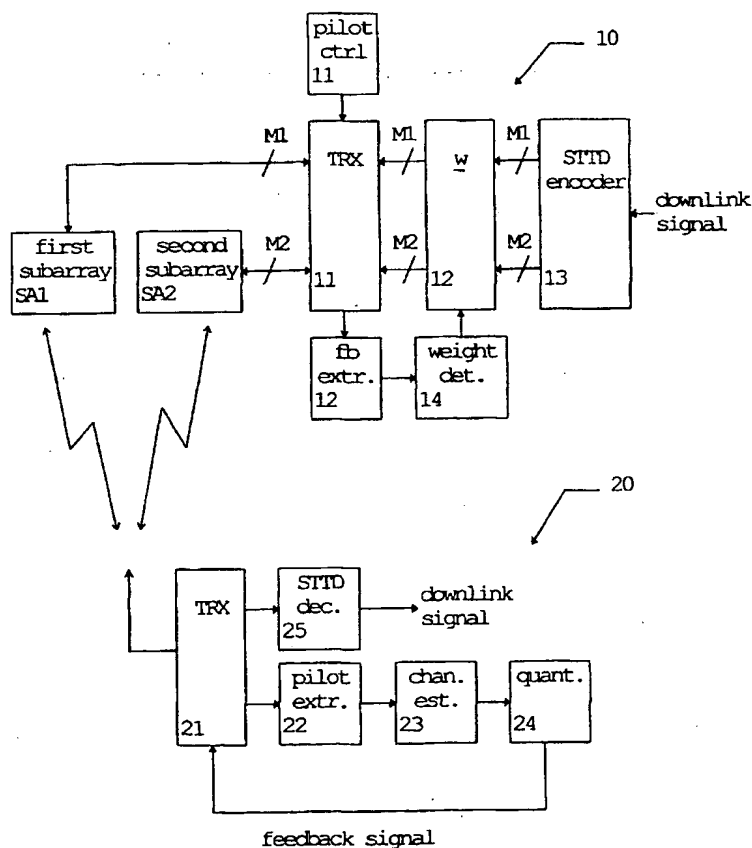 pilot
ctrl
11
10
M1
M1
M1
TRX
w
STTD
encoder
downlink
signal
first
subarray
SA1
second
subarray
SA2
M2
M2
M2
11
12
13
fb
extr.
12
weight
det.
14
20
TRX
21
STTD
dec.
25
downlink
signal
pilot
extr.
22
chan.
est.
23
quant.
24
feedback signal